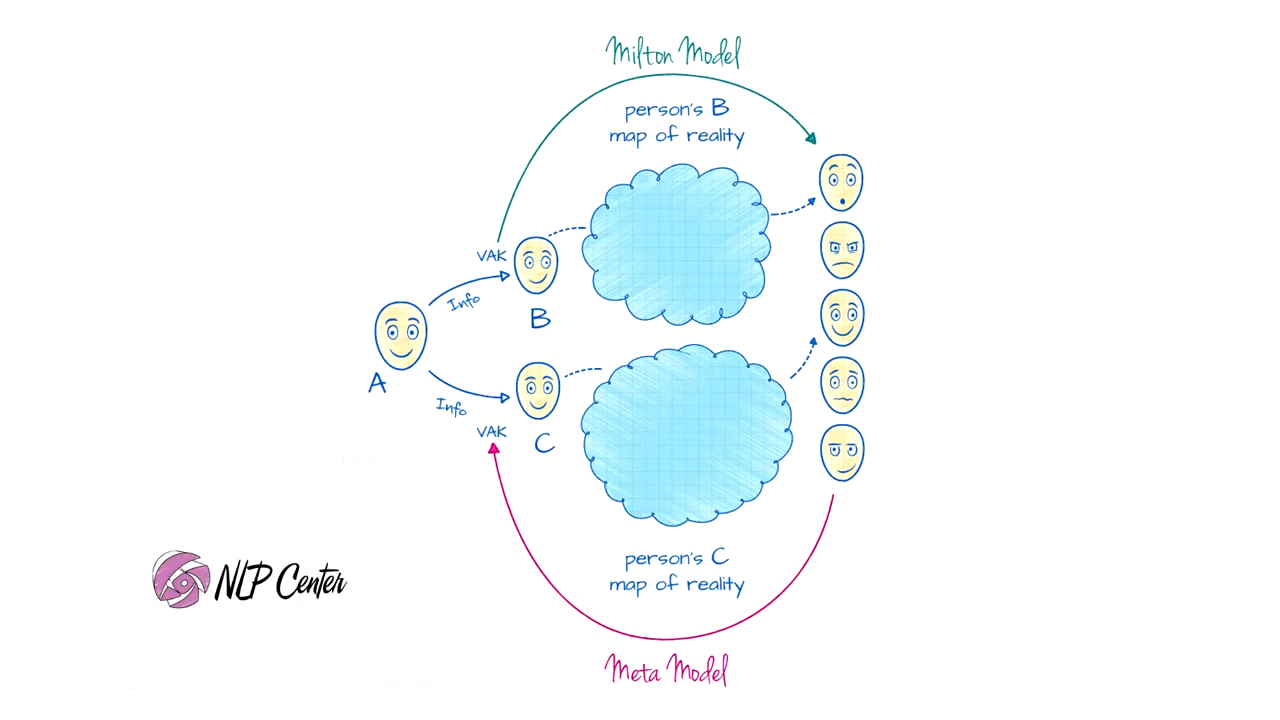 Milton Model
person's B
map of reality
VAK
Info
B
A
Info
VAK
C
person's C
map of reality
NLP Center
Meta Model